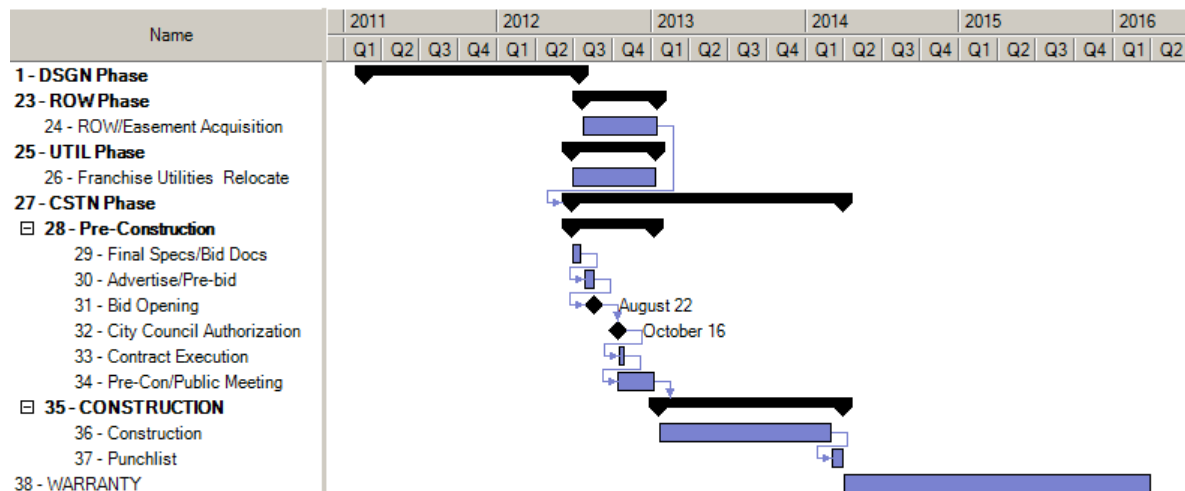 Name
2011 2012 2013 2014 2015 2016
Q1 Q2 Q3 Q4 Q1 Q2 Q3 Q4 Q1 Q2 Q3 Q4 Q1 Q2 Q3 Q4 Q1 Q2 Q3 Q4 Q1 Q2
1 - DSGN Phase
23 - ROW Phase
24 - ROW/Easement Acquisition
25 - UTIL Phase
26 - Franchise Utilities Relocate
27 - CSTN Phase
28 - Pre-Construction
29 - Final Specs/Bid Docs
30 - Advertise/Pre-bid
31 - Bid Opening August 22
32 - City Council Authorization October 16
33 - Contract Execution
34 - Pre-Con/Public Meeting
35 - CONSTRUCTION
36 - Construction
37 - Punchlist
38 - WARRANTY